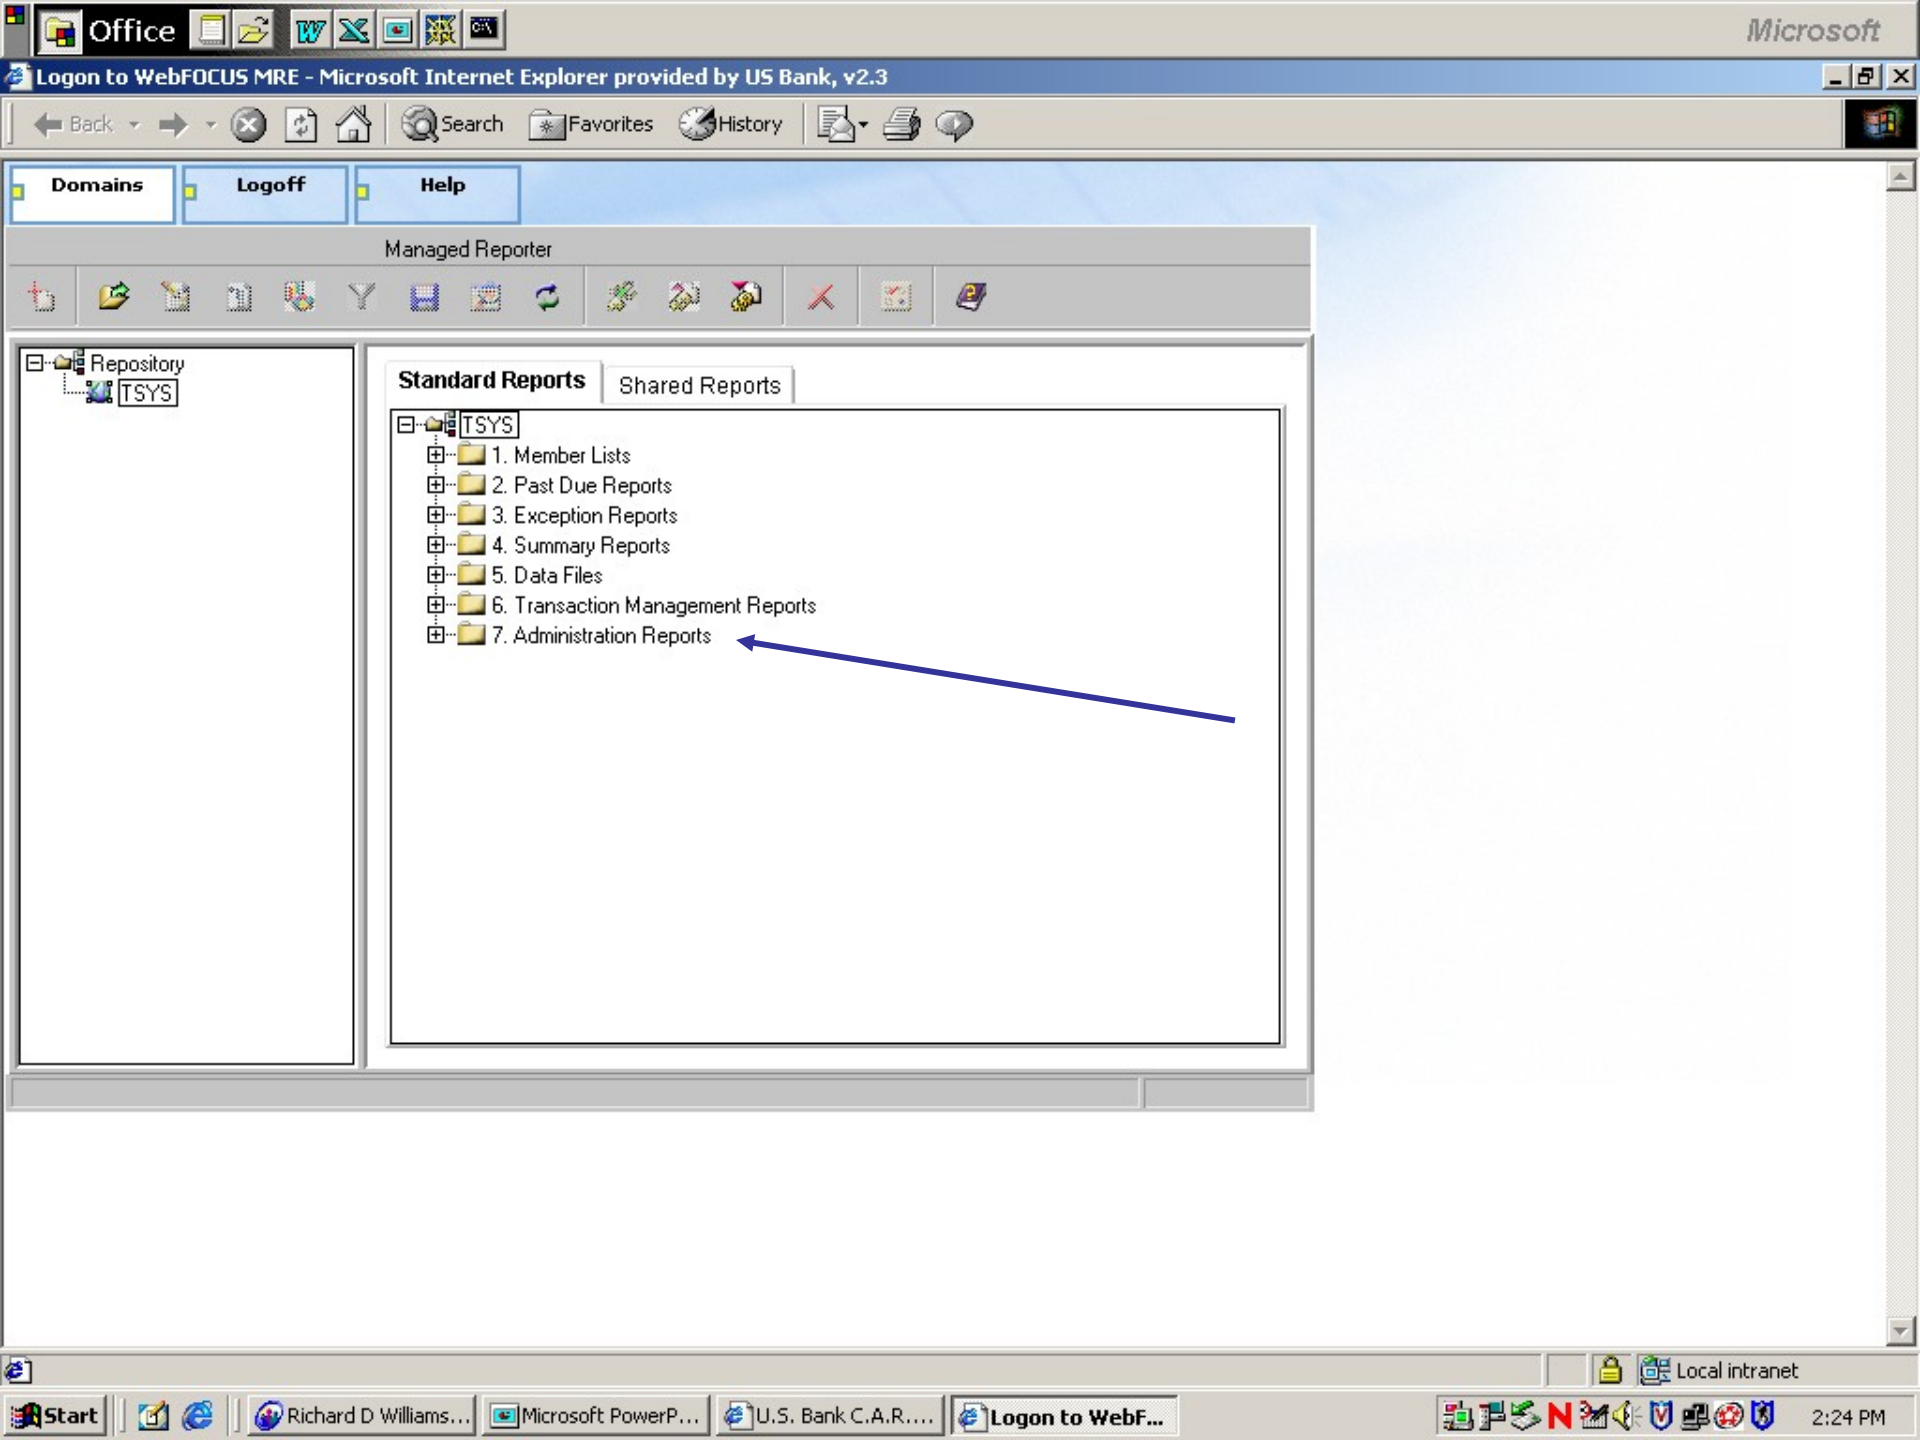 Office
Microsoft
Logon to WebFOCUS MRE - Microsoft Internet Explorer provided by US Bank, v2.3
Back Search Favorites History
Domains Logoff Help
Managed Reporter
Repository
TSYS
Standard Reports Shared Reports
TSYS
1. Member Lists
2. Past Due Reports
3. Exception Reports
4. Summary Reports
5. Data Files
6. Transaction Management Reports
7. Administration Reports
Local intranet
Start Richard D Williams... Microsoft PowerP... U.S. Bank C.A.R.... Logon to WebF... 2:24 PM